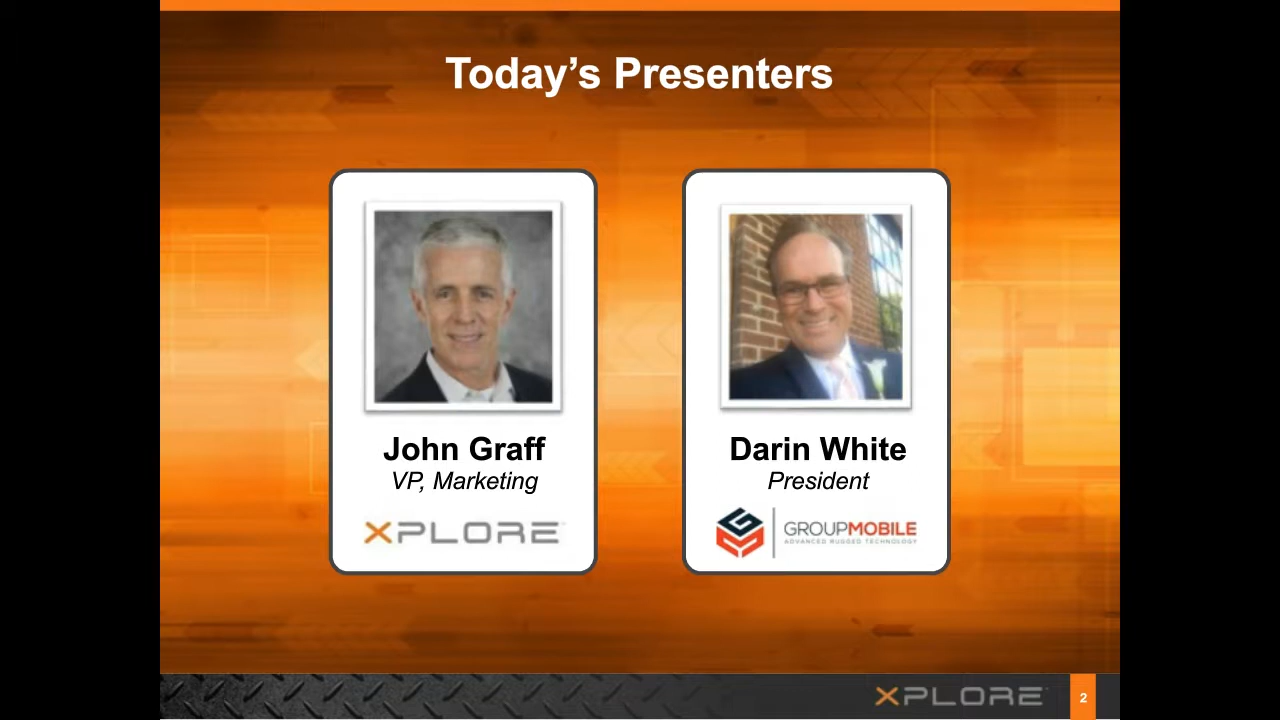 Today's Presenters
John Graff
VP, Marketing
XPLORE
Darin White
President
GROUPMOBILE
ADVANCED RUGGED TECHNOLOGY
XPLORE
2